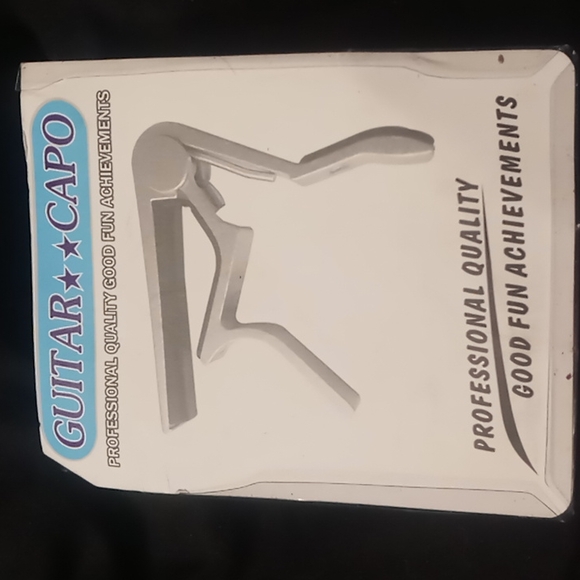 GUITAR★★CAPO
PROFESSIONAL QUALITY GOOD FUN ACHIEVEMENTS
PROFESSIONAL QUALITY
GOOD FUN ACHIEVEMENTS